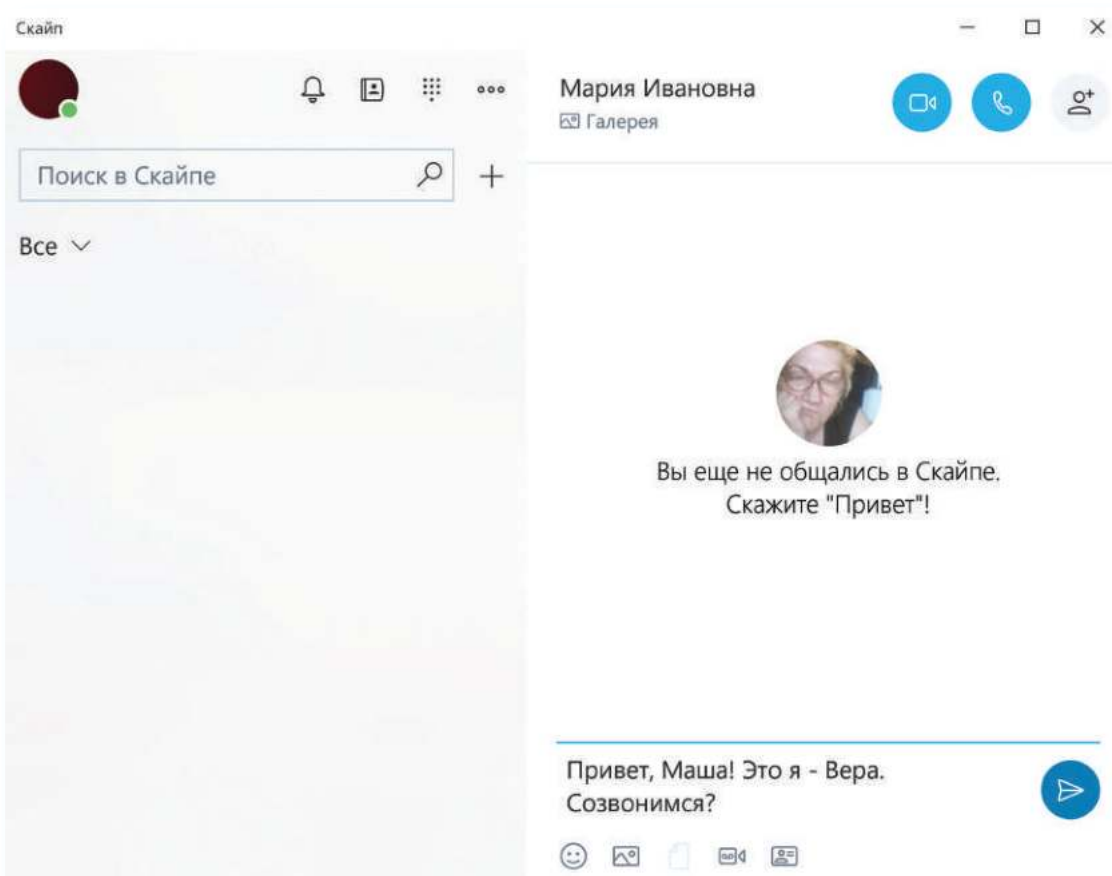 Скайп
Поиск в Скайпе
Все
Мария Ивановна
Галерея
Вы еще не общались в Скайпе.
Скажите "Привет"!
Привет, Маша! Это я - Вера.
Созвонимся?